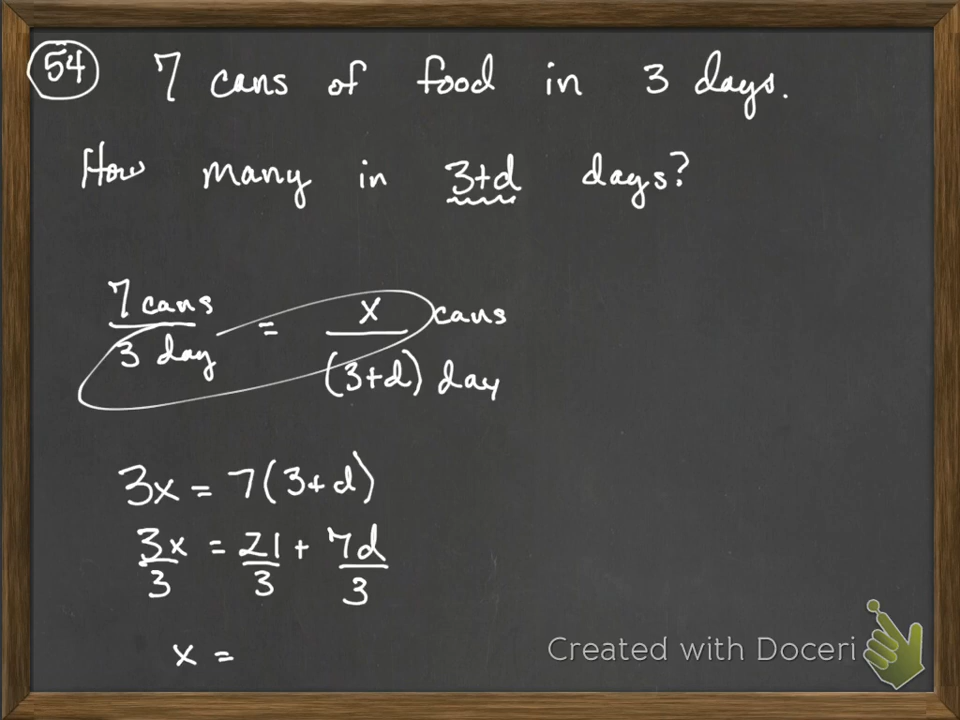 54 7 cans of food in 3 days.
How many in 3+d days?
7 cans / 3 day = x cans / (3+d) day
3x = 7(3+d)
3x/3 = 21/3 + 7d/3
x =
Created with Doceri